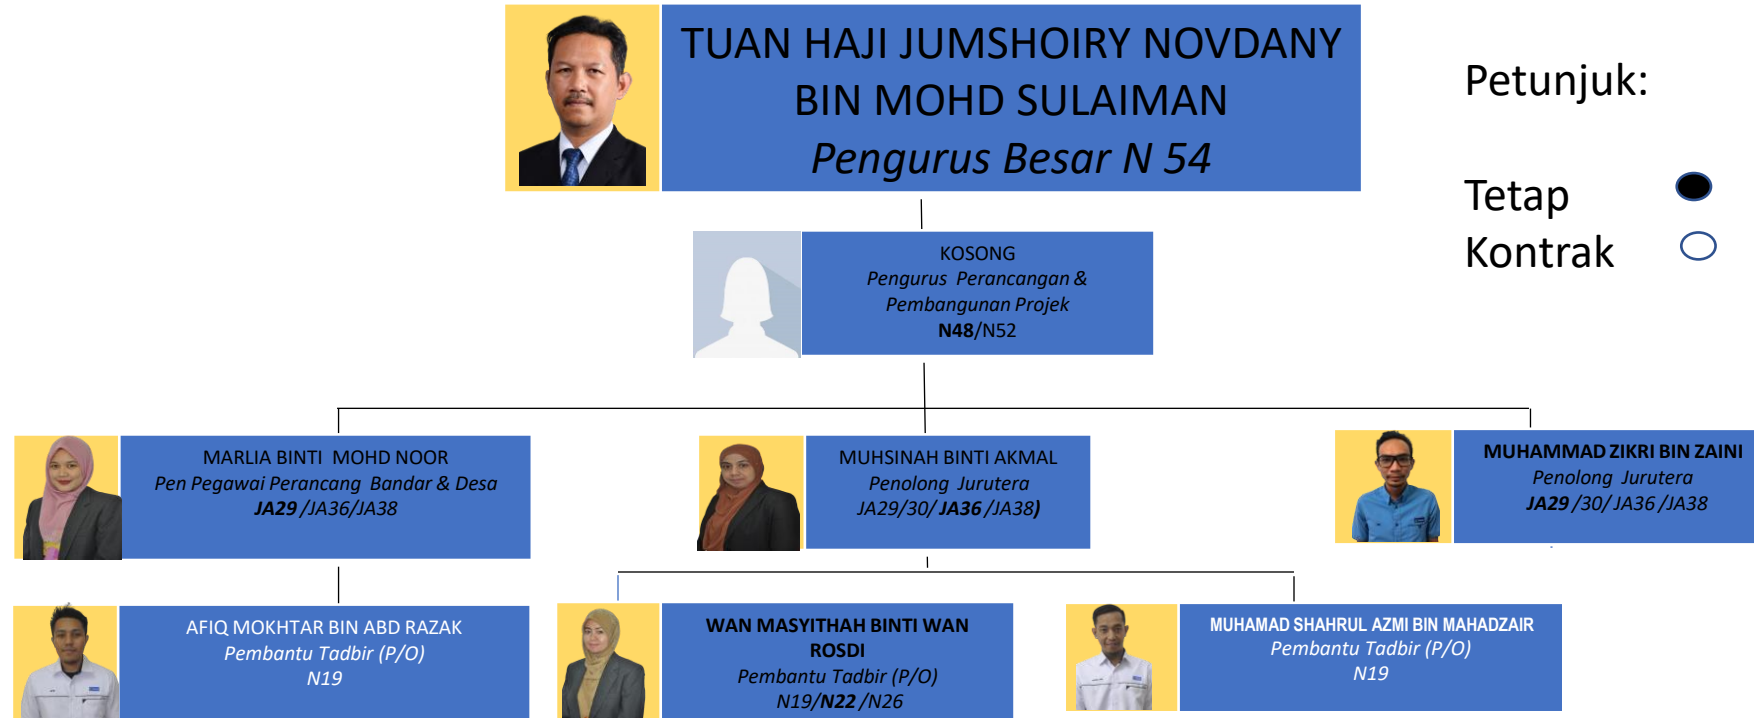 TUAN HAJI JUMSHOIRY NOVDANY
BIN MOHD SULAIMAN
Pengurus Besar N 54
Petunjuk:
Tetap
Kontrak
KOSONG
Pengurus Perancangan &
Pembangunan Projek
N48/N52
MARLIA BINTI MOHD NOOR
Pen Pegawai Perancang Bandar & Desa
JA29 /JA36/JA38
MUHSINAH BINTI AKMAL
Penolong Jurutera
JA29/30/ JA36 /JA38)
MUHAMMAD ZIKRI BIN ZAINI
Penolong Jurutera
JA29 /30/ JA36 /JA38
AFIQ MOKHTAR BIN ABD RAZAK
Pembantu Tadbir (P/O)
N19
WAN MASYITHAH BINTI WAN
ROSDI
Pembantu Tadbir (P/O)
N19/N22 /N26
MUHAMAD SHAHRUL AZMI BIN MAHADZAIR
Pembantu Tadbir (P/O)
N19